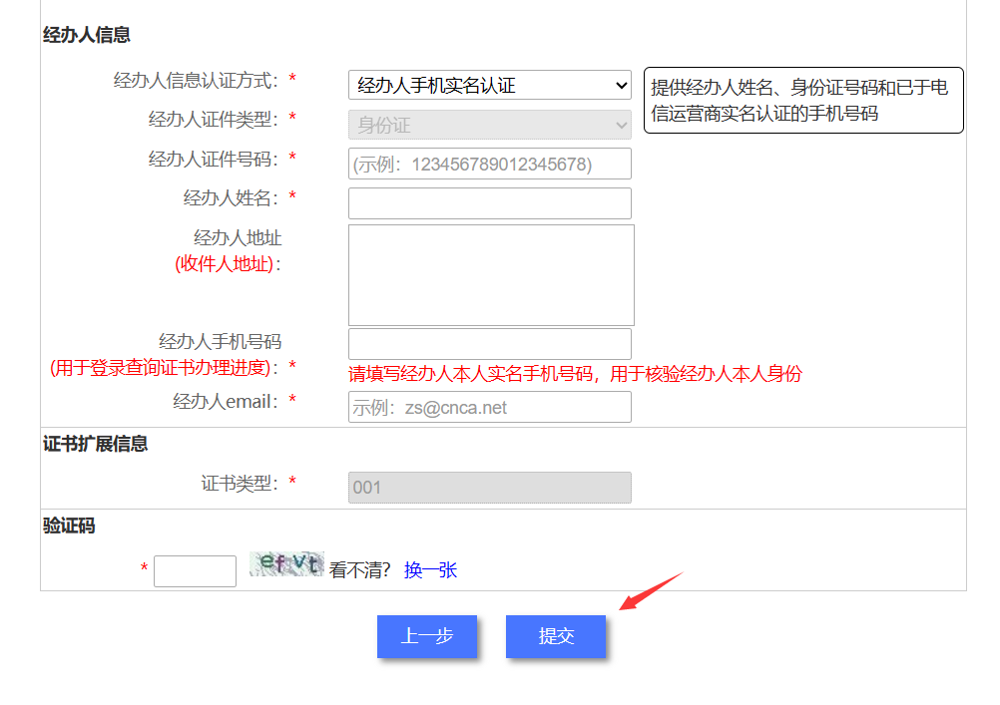 经办人信息
经办人信息认证方式： *
经办人手机实名认证
提供经办人姓名、身份证号码和已于电
信运营商实名认证的手机号码
经办人证件类型： *
身份证
经办人证件号码： *
(示例：123456789012345678)
经办人姓名： *
经办人地址
(收件人地址)：
经办人手机号码
(用于登录查询证书办理进度)： *
请填写经办人本人实名手机号码，用于核验经办人本人身份
经办人email： *
示例：zs@cnca.net
证书扩展信息
证书类型： *
001
验证码
* efvt 看不清？ 换一张
上一步
提交